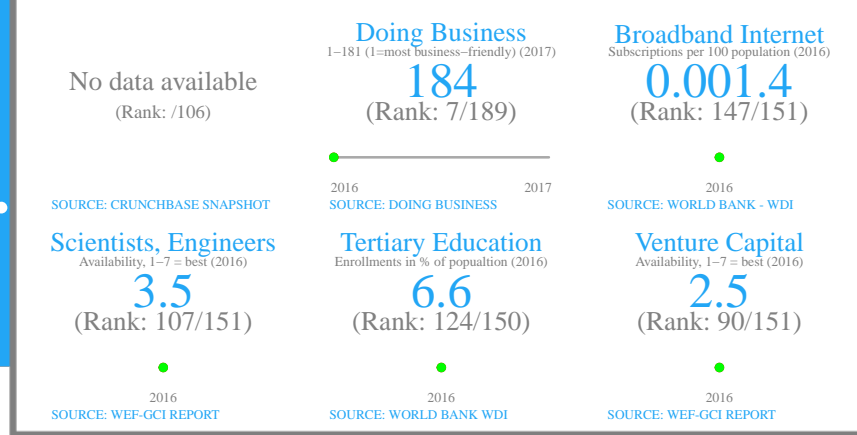 No data available
(Rank: /106)
SOURCE: CRUNCHBASE SNAPSHOT
Doing Business
1−181 (1=most business−friendly) (2017)
184
(Rank: 7/189)
2016 2017
SOURCE: DOING BUSINESS
Broadband Internet
Subscriptions per 100 population (2016)
0.001.4
(Rank: 147/151)
2016
SOURCE: WORLD BANK - WDI
Scientists, Engineers
Availability, 1−7 = best (2016)
3.5
(Rank: 107/151)
2016
SOURCE: WEF-GCI REPORT
Tertiary Education
Enrollments in % of popualtion (2016)
6.6
(Rank: 124/150)
2016
SOURCE: WORLD BANK WDI
Venture Capital
Availability, 1−7 = best (2016)
2.5
(Rank: 90/151)
2016
SOURCE: WEF-GCI REPORT